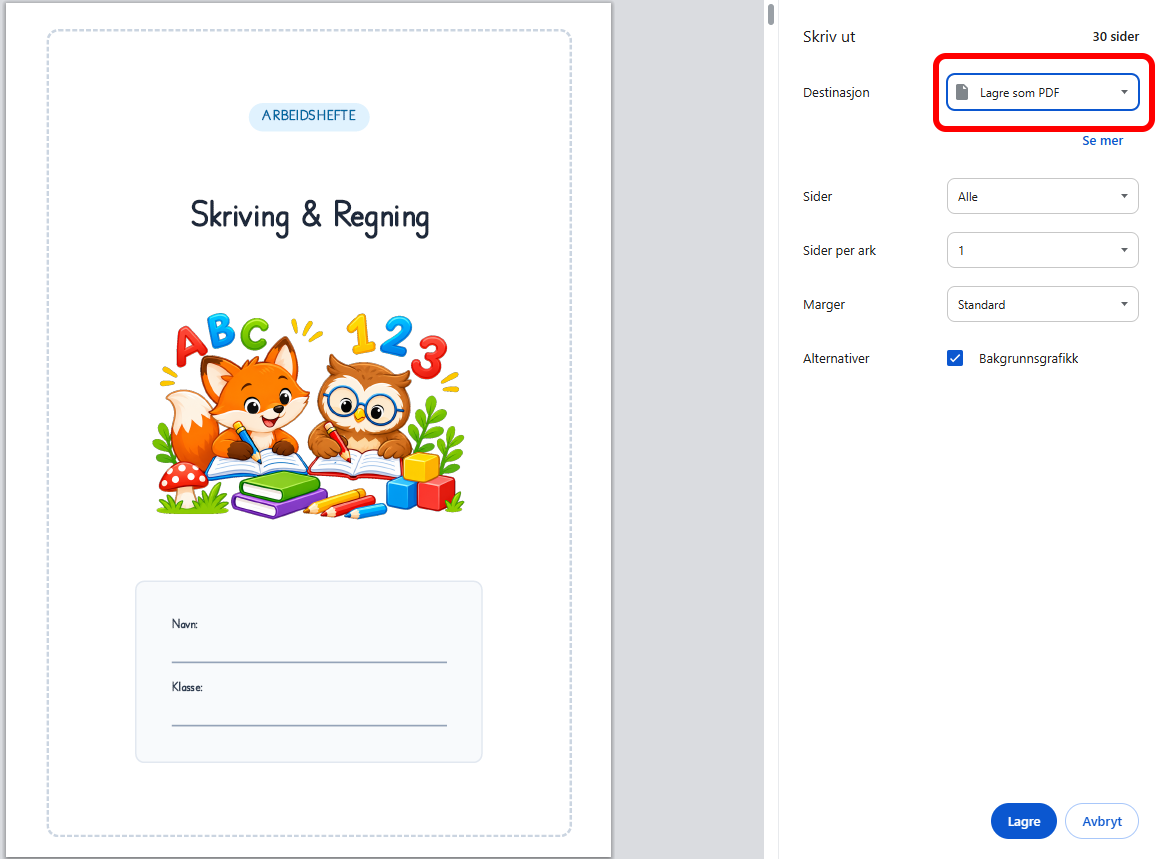 ARBEIDSHEFTE
Skriving & Regning
ABC 123
Navn:
Klasse:
Skriv ut 30 sider
Destinasjon Lagre som PDF
Se mer
Sider Alle
Sider per ark 1
Marger Standard
Alternativer Bakgrunnsgrafikk
Lagre Avbryt